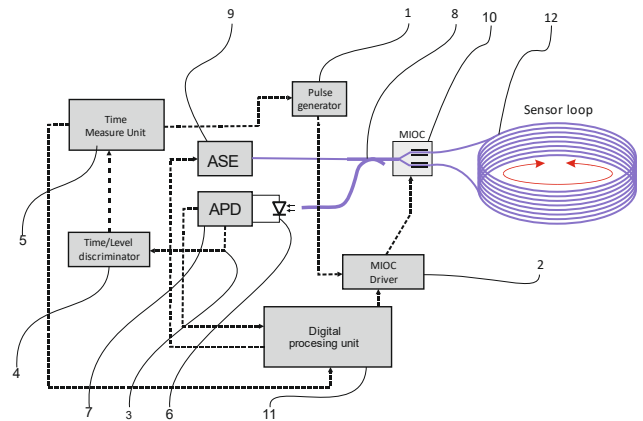 9
1
8
10
12
Time
Measure Unit
Pulse
generator
MIOC
Sensor loop
ASE
APD
5
Time/Level
discriminator
MIOC
Driver
2
Digital
procesing unit
4
7
3
6
11